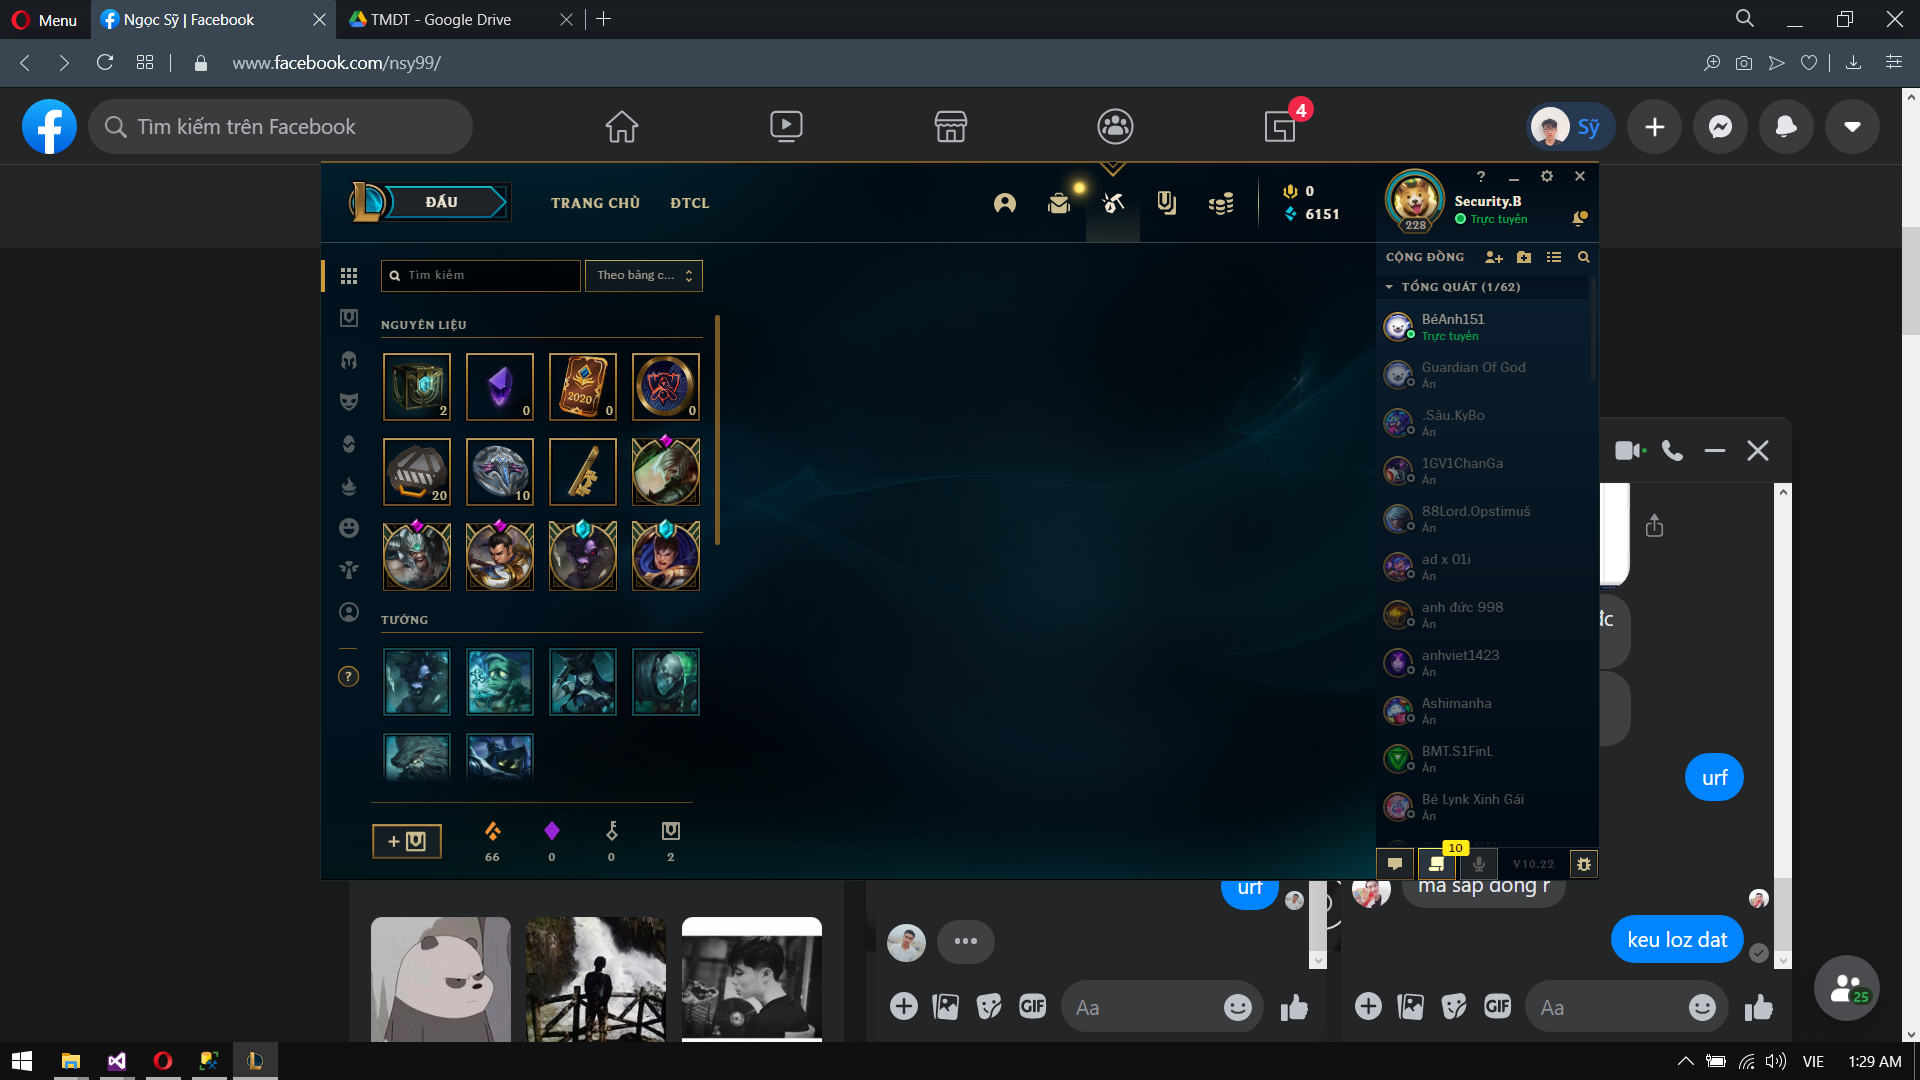 Menu
Ngọc Sỹ | Facebook
TMDT - Google Drive
www.facebook.com/nsy99/
Tìm kiếm trên Facebook
4
Sỹ
ĐẤU
TRANG CHỦ
ĐTCL
0
6151
228
Security.B
Trực tuyến
Tìm kiếm
Theo bảng c...
NGUYÊN LIỆU
2
0
2020
0
0
20
10
TƯỚNG
66
0
0
2
CỘNG ĐỒNG
TỔNG QUÁT (1/62)
BéAnh151
Trực tuyến
Guardian Of God
Ẩn
.Sâu.KyBo
Ẩn
1GV1ChanGa
Ẩn
88Lord.Opstimuš
Ẩn
ad x 01i
Ẩn
anh đức 998
Ẩn
anhviet1423
Ẩn
Ashimanha
Ẩn
BMT.S1FinL
Ẩn
Bé Lynk Xinh Gái
Ẩn
10
V10.22
urf
urf
ma sap dong r
keu loz dat
GIF
Aa
GIF
Aa
25
VIE
1:29 AM